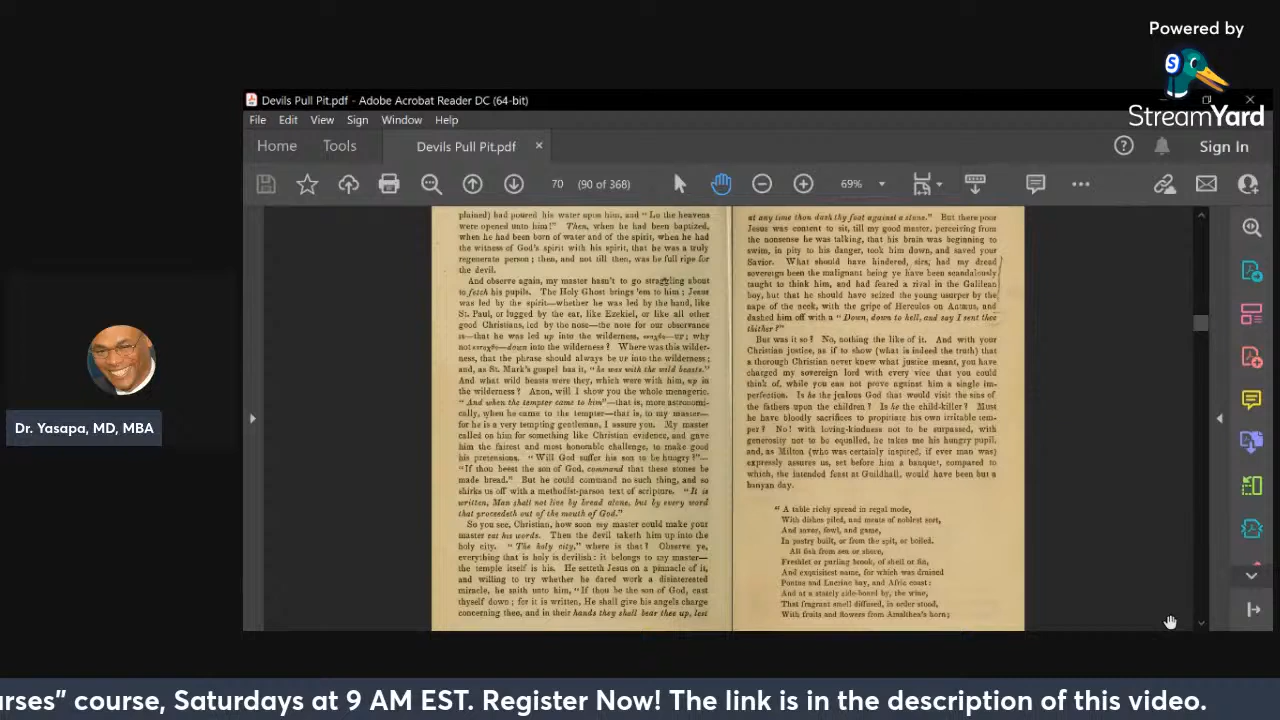 Powered by
StreamYard
Devils Pull Pit.pdf - Adobe Acrobat Reader DC (64-bit)
File Edit View Sign Window Help
Home Tools Devils Pull Pit.pdf × Sign In
70 (90 of 368) 69%
plained) had poured his water upon him, and “Lo the heavens
were opened unto him!” Then, when he had been baptized,
when he had been born of water and of the spirit, when he had
the witness of God's spirit with his spirit, that he was a truly
regenerate person; then, and not till then, was he full ripe for
the devil.
And observe again, my master hasn't to go straggling about
to fetch his pupils. The Holy Ghost brings 'em to him; Jesus
was led by the spirit—whether he was led by the hand, like
St. Paul, or lugged by the ear, like Ezekiel, or like all other
good Christians, led by the nose—the note for our observance
is—that he was led up into the wilderness, —UP; why
not —down into the wilderness? Where was this wilder-
ness, that the phrase should always be UP into the wilderness;
and, as St. Mark's gospel has it, “he was with the wild beasts.”
And what wild beasts were they, which were with him, up in
the wilderness? Anon, will I show you the whole menagerie.
“And when the tempter came to him”—that is, more astronomi-
cally, when he came to the tempter—that is, to my master—
for he is a very tempting gentleman, I assure you. My master
called on him for something like Christian evidence, and gave
him the fairest and most honorable challenge, to make good
his pretensions. “Will God suffer his son to be hungry?”—
“If thou beest the son of God, command that these stones be
made bread.” But he could command no such thing, and so
shirks us off with a methodist-parson text of scripture. “It is
written, Man shall not live by bread alone, but by every word
that proceedeth out of the mouth of God.”
So you see, Christian, how soon my master could make your
master eat his words. Then the devil taketh him up into the
holy city. “The holy city,” where is that? Observe ye,
everything that is holy is devilish: it belongs to my master—
the temple itself is his. He setteth Jesus on a pinnacle of it,
and willing to try whether he dared work a disinterested
miracle, he saith unto him, “If thou be the son of God, cast
thyself down; for it is written, He shall give his angels charge
concerning thee, and in their hands they shall bear thee up, lest
at any time thou dash thy foot against a stone.” But there poor
Jesus was content to sit, till my good master, perceiving from
the nonsense he was talking, that his brain was beginning to
swim, in pity to his danger, took him down, and saved your
Savior. What should have hindered, sirs, had my dread
sovereign been the malignant being ye have been scandalously
taught to think him, and had feared a rival in the Galilean
boy, but that he should have seized the young usurper by the
nape of the neck, with the gripe of Hercules on Antæus, and
dashed him off with a “Down, down to hell, and say I sent thee
thither?”
But was it so? No, nothing the like of it. And with your
Christian justice, as if to show (what is indeed the truth) that
a thorough Christian never knew what justice meant, you have
charged my sovereign lord with every vice that you could
think of, while you can not prove against him a single im-
perfection. Is he the jealous God that would visit the sins of
the fathers upon the children? Is he the child-killer? Must
he have bloody sacrifices to propitiate his own irritable tem-
per? No! with loving-kindness not to be surpassed, with
generosity not to be equalled, he takes me his hungry pupil,
and, as Milton (who was certainly inspired, if ever man was)
expressly assures us, set before him a banquet, compared to
which, the intended feast at Guildhall, would have been but a
banyan day.
“A table richly spread in regal mode,
With dishes piled, and meats of noblest sort,
And savor, fowl, and game,
In pastry built, or from the spit, or boiled.
All fish from sea or shore,
Freshlet or purling brook, of shell or fin,
And exquisitest name, for which was drained
Pontus and Lucrine bay, and Afric coast:
And at a stately side-board by, the wine,
That fragrant smell diffused, in order stood,
With fruits and flowers from Amalthea's horn;
Dr. Yasapa, MD, MBA
urses” course, Saturdays at 9 AM EST. Register Now! The link is in the description of this video.